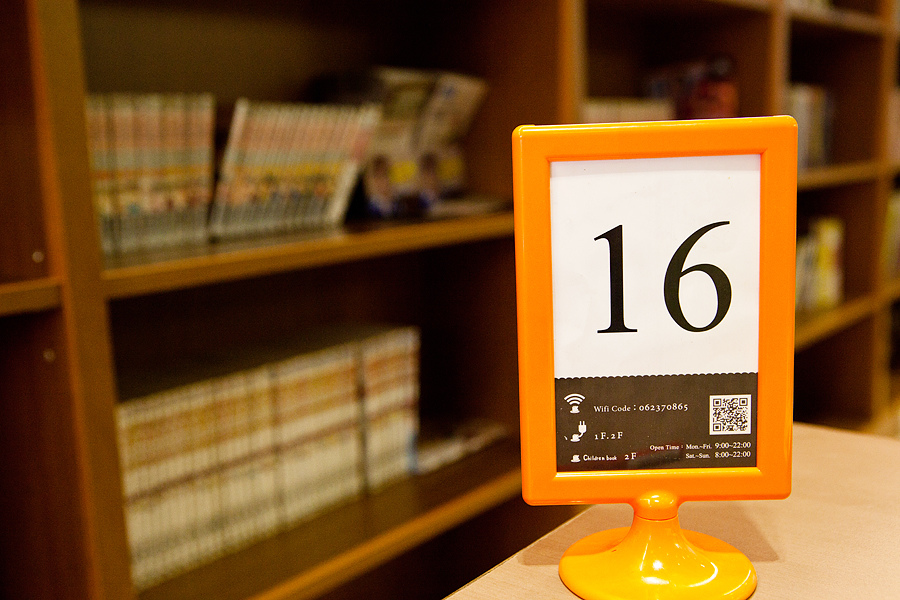 16
Wifi Code : 062370865
1F. 2F
Open Time : Mon.~Fri. 9:00~22:00
Children book 2F Sat.~Sun. 8:00~22:00